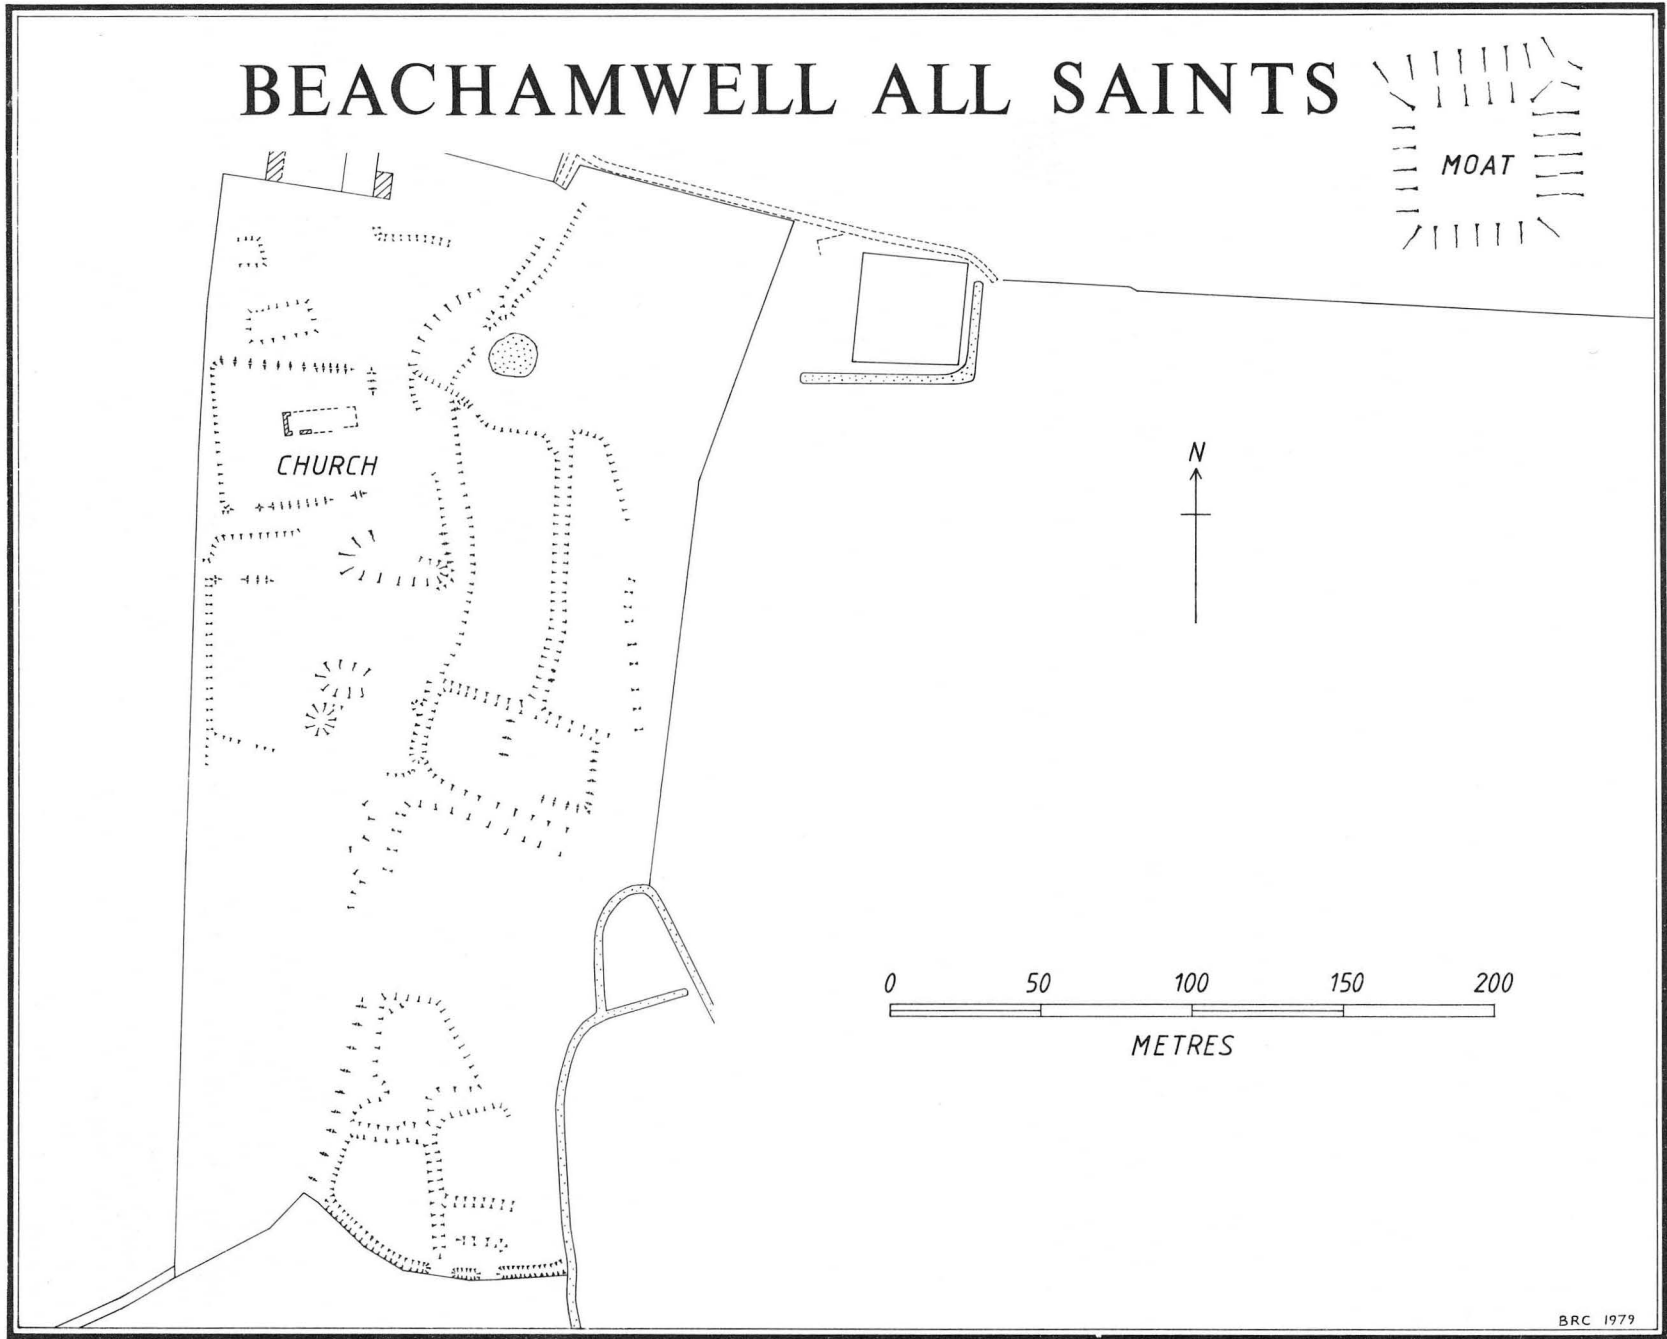 BEACHAMWELL ALL SAINTS
MOAT
CHURCH
N
0 50 100 150 200
METRES
BRC 1979